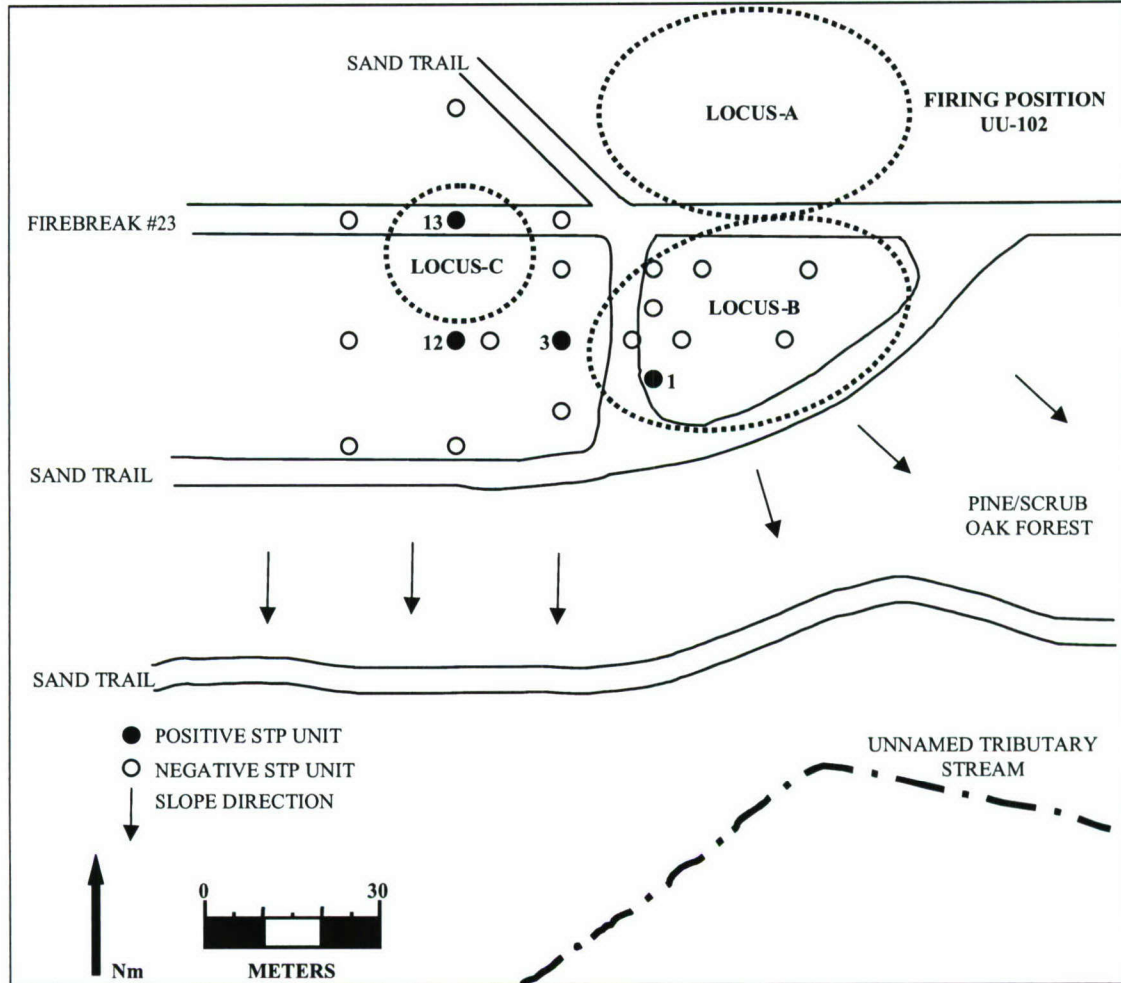 SAND TRAIL
LOCUS-A
FIRING POSITION
UU-102
FIREBREAK #23
13
LOCUS-C
LOCUS-B
12
3
1
SAND TRAIL
PINE/SCRUB
OAK FOREST
SAND TRAIL
POSITIVE STP UNIT
NEGATIVE STP UNIT
SLOPE DIRECTION
UNNAMED TRIBUTARY
STREAM
0 30
Nm
METERS